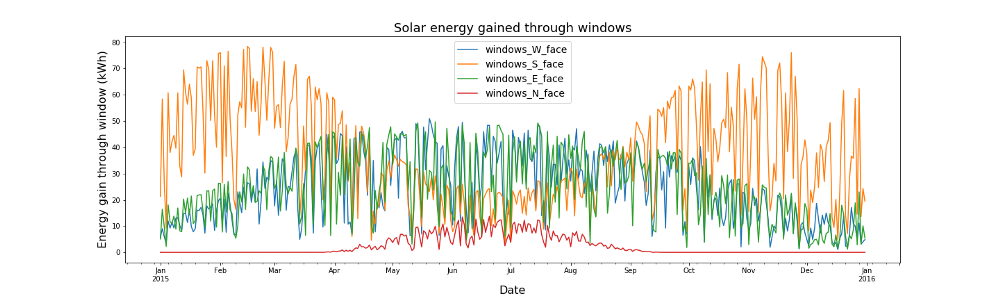 Solar energy gained through windows
windows_W_face
windows_S_face
windows_E_face
windows_N_face
Energy gain through window (kWh)
80
70
60
50
40
30
20
10
0
Jan Feb Mar Apr May Jun Jul Aug Sep Oct Nov Dec Jan
2015 2016
Date